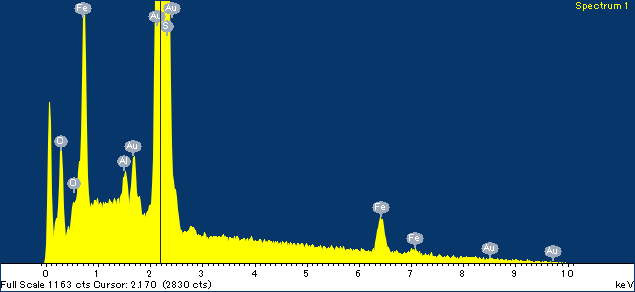 Spectrum 1
Fe Au Au
S
O Au
Al
O
Fe
Fe
Au
Au
0 1 2 3 4 5 6 7 8 9 10
Full Scale 1163 cts Cursor: 2.170 (2830 cts) keV